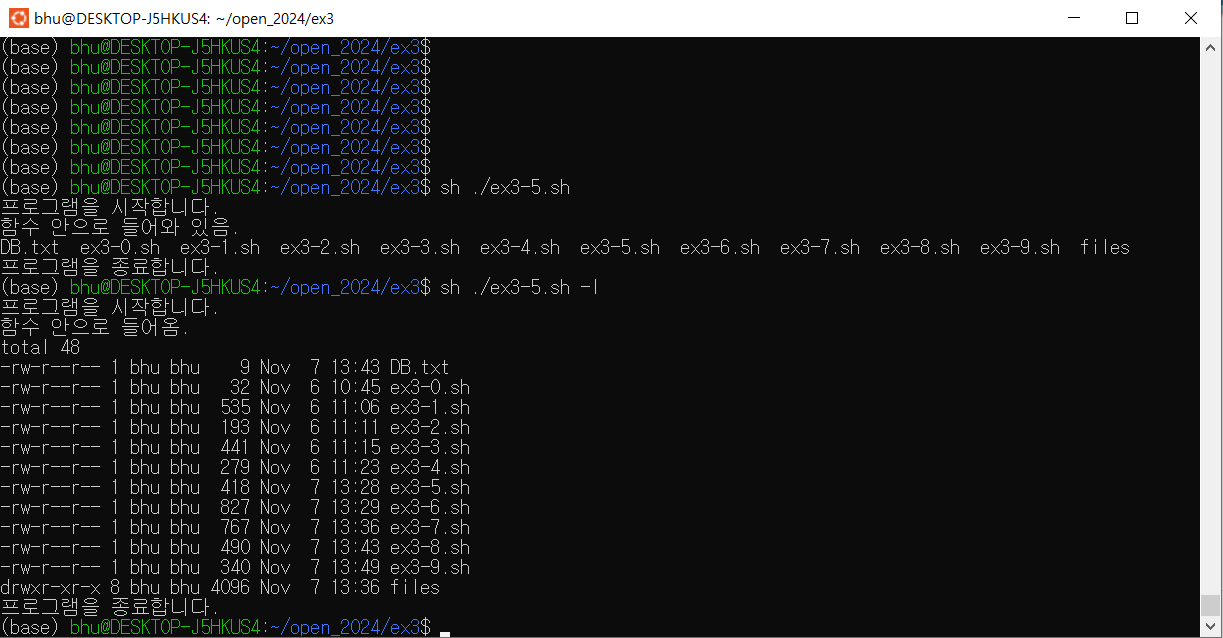 bhu@DESKTOP-J5HKUS4: ~/open_2024/ex3
(base) bhu@DESKTOP-J5HKUS4:~/open_2024/ex3$
(base) bhu@DESKTOP-J5HKUS4:~/open_2024/ex3$
(base) bhu@DESKTOP-J5HKUS4:~/open_2024/ex3$
(base) bhu@DESKTOP-J5HKUS4:~/open_2024/ex3$
(base) bhu@DESKTOP-J5HKUS4:~/open_2024/ex3$
(base) bhu@DESKTOP-J5HKUS4:~/open_2024/ex3$
(base) bhu@DESKTOP-J5HKUS4:~/open_2024/ex3$
(base) bhu@DESKTOP-J5HKUS4:~/open_2024/ex3$ sh ./ex3-5.sh
프로그램을 시작합니다.
함수 안으로 들어와 있음.
DB.txt  ex3-0.sh  ex3-1.sh  ex3-2.sh  ex3-3.sh  ex3-4.sh  ex3-5.sh  ex3-6.sh  ex3-7.sh  ex3-8.sh  ex3-9.sh  files
프로그램을 종료합니다.
(base) bhu@DESKTOP-J5HKUS4:~/open_2024/ex3$ sh ./ex3-5.sh -l
프로그램을 시작합니다.
함수 안으로 들어옴.
total 48
-rw-r--r-- 1 bhu bhu    9 Nov  7 13:43 DB.txt
-rw-r--r-- 1 bhu bhu   32 Nov  6 10:45 ex3-0.sh
-rw-r--r-- 1 bhu bhu  535 Nov  6 11:06 ex3-1.sh
-rw-r--r-- 1 bhu bhu  193 Nov  6 11:11 ex3-2.sh
-rw-r--r-- 1 bhu bhu  441 Nov  6 11:15 ex3-3.sh
-rw-r--r-- 1 bhu bhu  279 Nov  6 11:23 ex3-4.sh
-rw-r--r-- 1 bhu bhu  418 Nov  7 13:28 ex3-5.sh
-rw-r--r-- 1 bhu bhu  827 Nov  7 13:29 ex3-6.sh
-rw-r--r-- 1 bhu bhu  767 Nov  7 13:36 ex3-7.sh
-rw-r--r-- 1 bhu bhu  490 Nov  7 13:43 ex3-8.sh
-rw-r--r-- 1 bhu bhu  340 Nov  7 13:49 ex3-9.sh
drwxr-xr-x 8 bhu bhu 4096 Nov  7 13:36 files
프로그램을 종료합니다.
(base) bhu@DESKTOP-J5HKUS4:~/open_2024/ex3$